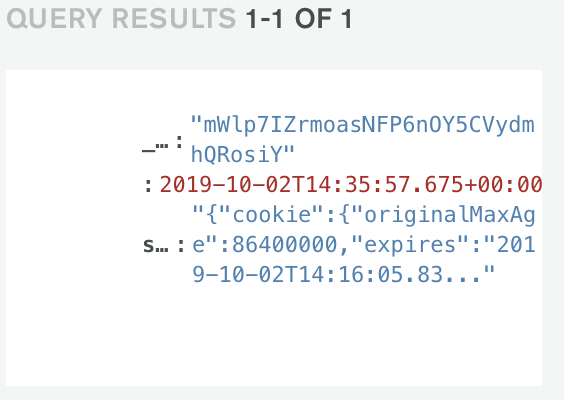 QUERY RESULTS 1-1 OF 1
"mWlp7IZrmoasNFP6nOY5CVydm
_… :
hQRosiY"
: 2019-10-02T14:35:57.675+00:00
"{"cookie":{"originalMaxAg
s… : e":86400000,"expires":"201
9-10-02T14:16:05.83..."